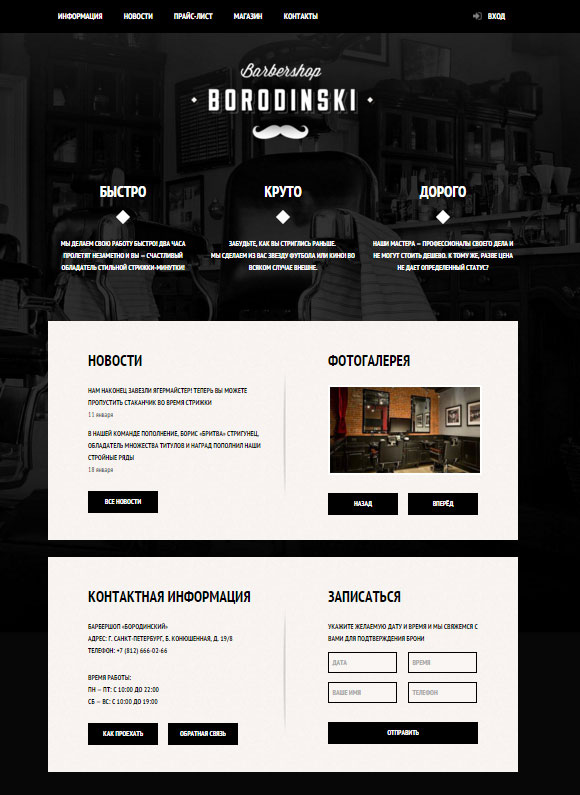 ИНФОРМАЦИЯ НОВОСТИ ПРАЙС-ЛИСТ МАГАЗИН КОНТАКТЫ ВХОД
Barbershop
BORODINSKI
БЫСТРО
МЫ ДЕЛАЕМ СВОЮ РАБОТУ БЫСТРО! ДВА ЧАСА
ПРОЛЕТЯТ НЕЗАМЕТНО И ВЫ — СЧАСТЛИВЫЙ
ОБЛАДАТЕЛЬ СТИЛЬНОЙ СТРИЖКИ-МИНУТКИ!
КРУТО
ЗАБУДЬТЕ, КАК ВЫ СТРИГЛИСЬ РАНЬШЕ.
МЫ СДЕЛАЕМ ИЗ ВАС ЗВЕЗДУ ФУТБОЛА ИЛИ КИНО! ВО
ВСЯКОМ СЛУЧАЕ ВНЕШНЕ.
ДОРОГО
НАШИ МАСТЕРА — ПРОФЕССИОНАЛЫ СВОЕГО ДЕЛА И
НЕ МОГУТ СТОИТЬ ДЕШЕВО. К ТОМУ ЖЕ, РАЗВЕ ЦЕНА
НЕ ДАЕТ ОПРЕДЕЛЕННЫЙ СТАТУС?
НОВОСТИ
НАМ НАКОНЕЦ ЗАВЕЗЛИ ЯГЕРМАЙСТЕР! ТЕПЕРЬ ВЫ МОЖЕТЕ
ПРОПУСТИТЬ СТАКАНЧИК ВО ВРЕМЯ СТРИЖКИ
11 января
В НАШЕЙ КОМАНДЕ ПОПОЛНЕНИЕ, БОРИС «БРИТВА» СТРИГУНЕЦ,
ОБЛАДАТЕЛЬ МНОЖЕСТВА ТИТУЛОВ И НАГРАД ПОПОЛНИЛ НАШИ
СТРОЙНЫЕ РЯДЫ
18 января
ВСЕ НОВОСТИ
ФОТОГАЛЕРЕЯ
НАЗАД ВПЕРЁД
КОНТАКТНАЯ ИНФОРМАЦИЯ
БАРБЕРШОП «БОРОДИНСКИЙ»
АДРЕС: Г. САНКТ-ПЕТЕРБУРГ, Б. КОНЮШЕННАЯ, Д. 19/8
ТЕЛЕФОН: +7 (812) 666-02-66
ВРЕМЯ РАБОТЫ:
ПН — ПТ: С 10:00 ДО 22:00
СБ — ВС: С 10:00 ДО 19:00
КАК ПРОЕХАТЬ ОБРАТНАЯ СВЯЗЬ
ЗАПИСАТЬСЯ
УКАЖИТЕ ЖЕЛАЕМУЮ ДАТУ И ВРЕМЯ И МЫ СВЯЖЕМСЯ С
ВАМИ ДЛЯ ПОДТВЕРЖДЕНИЯ БРОНИ
ДАТА ВРЕМЯ
ВАШЕ ИМЯ ТЕЛЕФОН
ОТПРАВИТЬ